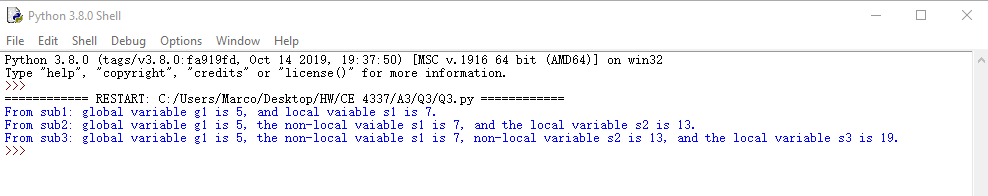 Python 3.8.0 Shell
File Edit Shell Debug Options Window Help
Python 3.8.0 (tags/v3.8.0:fa919fd, Oct 14 2019, 19:37:50) [MSC v.1916 64 bit (AMD64)] on win32
Type "help", "copyright", "credits" or "license()" for more information.
>>>
============ RESTART: C:/Users/Marco/Desktop/HW/CE 4337/A3/Q3/Q3.py ============
From sub1: global variable g1 is 5, and local vaiable s1 is 7.
From sub2: global variable g1 is 5, the non-local vaiable s1 is 7, and the local variable s2 is 13.
From sub3: global variable g1 is 5, the non-local vaiable s1 is 7, non-local variable s2 is 13, and the local variable s3 is 19.
>>>